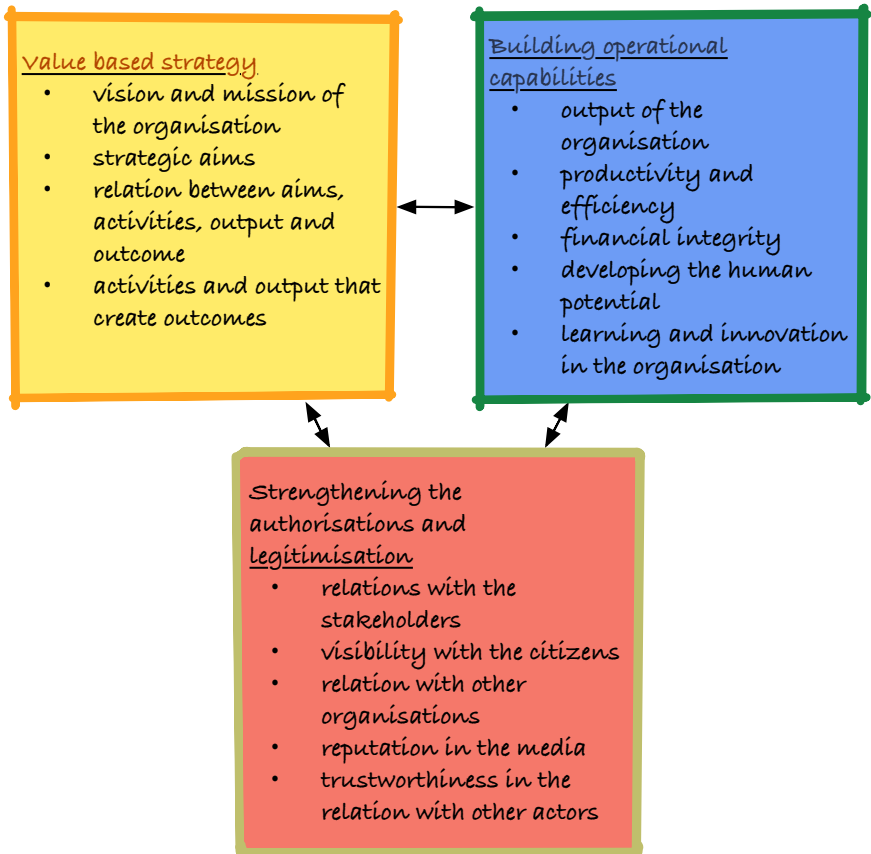 Value based strategy
• vision and mission of
the organisation
• strategic aims
• relation between aims,
activities, output and
outcome
• activities and output that
create outcomes
Building operational
capabilities
• output of the
organisation
• productivity and
efficiency
• financial integrity
• developing the human
potential
• learning and innovation
in the organisation
Strengthening the
authorisations and
legitimisation
• relations with the
stakeholders
• visibility with the citizens
• relation with other
organisations
• reputation in the media
• trustworthiness in the
relation with other actors